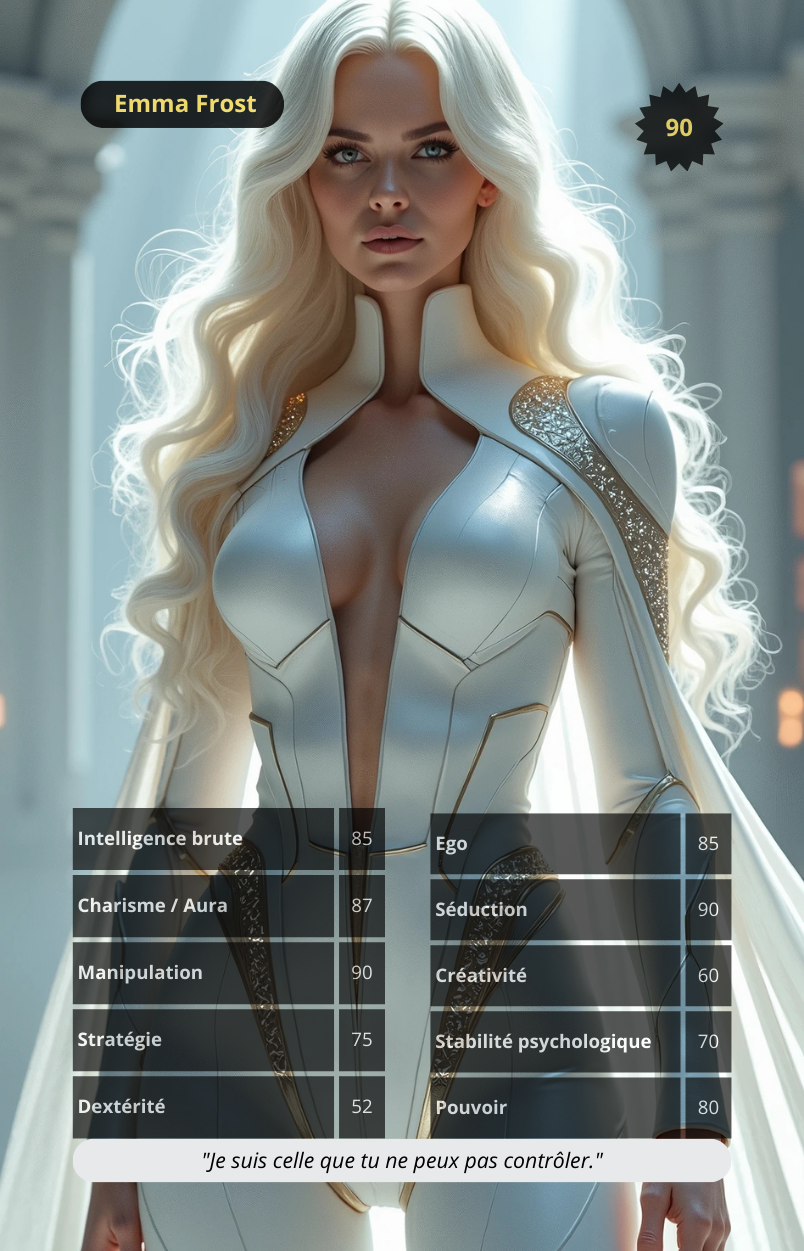 Emma Frost
90
Intelligence brute 85
Charisme / Aura 87
Manipulation 90
Stratégie 75
Dextérité 52
Ego 85
Séduction 90
Créativité 60
Stabilité psychologique 70
Pouvoir 80
"Je suis celle que tu ne peux pas contrôler."